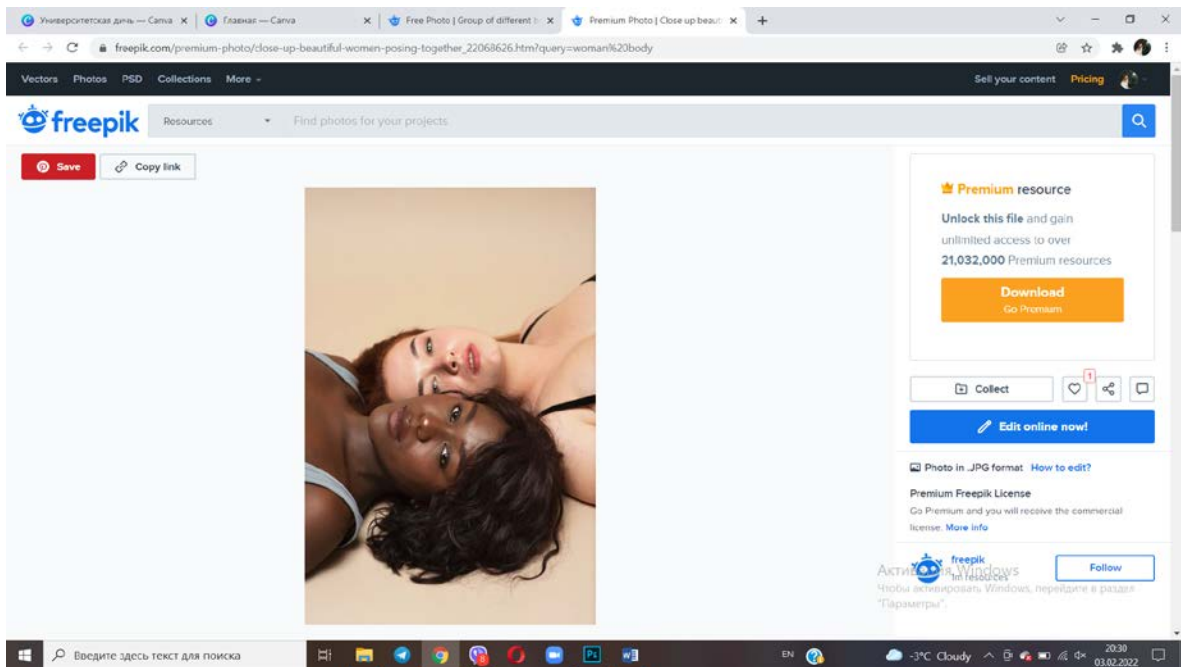 Университетская дичь — Canva
Главная — Canva
Free Photo | Group of different b
Premium Photo | Close up beaut
freepik.com/premium-photo/close-up-beautiful-women-posing-together_22068626.htm?query=woman%20body
Vectors Photos PSD Collections More
Sell your content Pricing
freepik
Resources
Find photos for your projects
Save
Copy link
Premium resource
Unlock this file and gain
unlimited access to over
21,032,000 Premium resources
Download
Go Premium
Collect
1
Edit online now!
Photo in .JPG format How to edit?
Premium Freepik License
Go Premium and you will receive the commercial
license. More info
freepik
1m resources
Follow
Активация Windows
Чтобы активировать Windows, перейдите в раздел
"Параметры".
Введите здесь текст для поиска
EN
-3°C Cloudy
20:30
03.02.2022